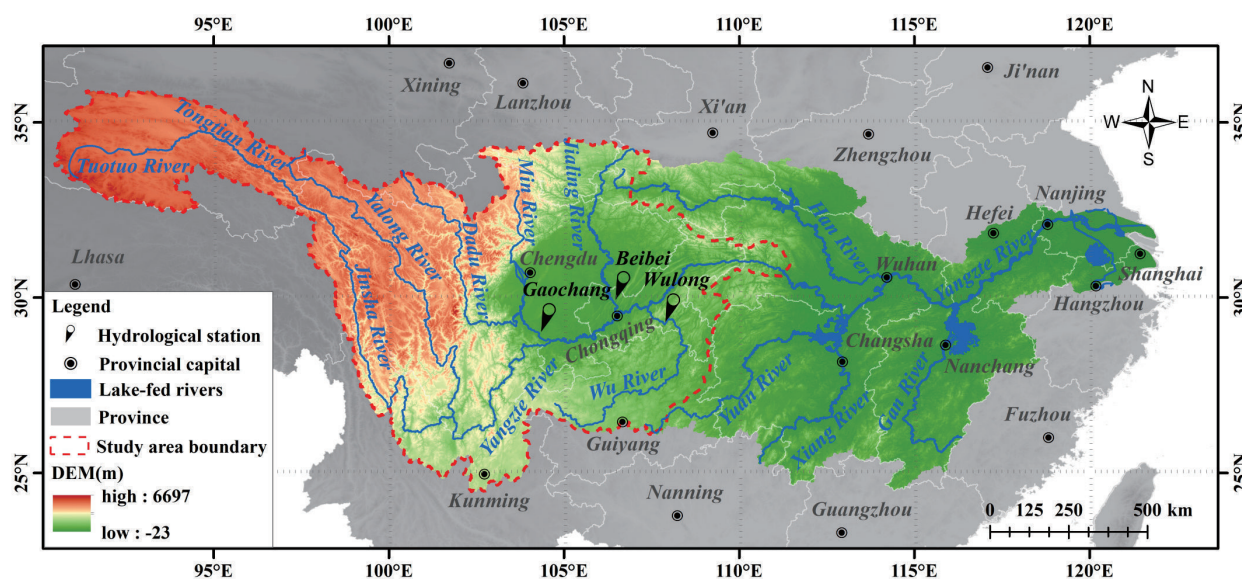 95°E 100°E 105°E 110°E 115°E 120°E
35°N
30°N
25°N
35°N
30°N
25°N
95°E 100°E 105°E 110°E 115°E 120°E
N
W E
S
Xining
Lanzhou
Xi'an
Ji'nan
Zhengzhou
Tongtian River
Tuotuo River
Yalong River
Jinsha River
Dadu River
Min River
Jialing River
Han River
Nanjing
Hefei
Lhasa
Chengdu
Beibei
Wulong
Gaochang
Wuhan
Yangtze River
Shanghai
Hangzhou
Chongqing
Changsha
Nanchang
Yangtze River
Wu River
Yuan River
Xiang River
Gan River
Guiyang
Fuzhou
Kunming
Nanning
Guangzhou
Legend
Hydrological station
Provincial capital
Lake-fed rivers
Province
Study area boundary
DEM(m)
high : 6697
low : -23
0 125 250 375 500 km